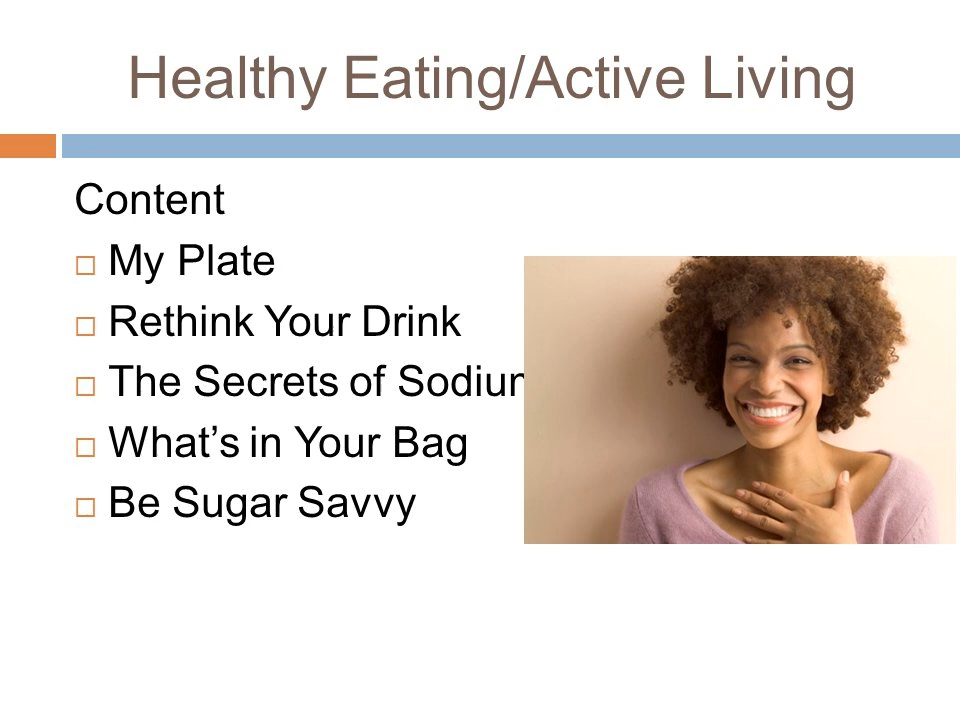 Healthy Eating/Active Living
Content
My Plate
Rethink Your Drink
The Secrets of
What’s in Your Bag
Be Sugar Savvy